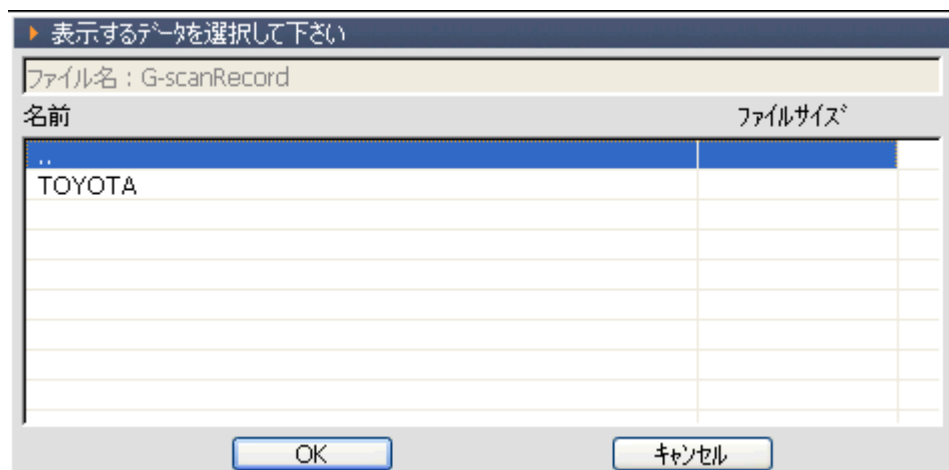 表示するﾃﾞｰﾀを選択して下さい
ファイル名 : G-scanRecord
名前 ﾌｧｲﾙｻｲｽﾞ
..
TOYOTA
OK ｷｬﾝｾﾙ